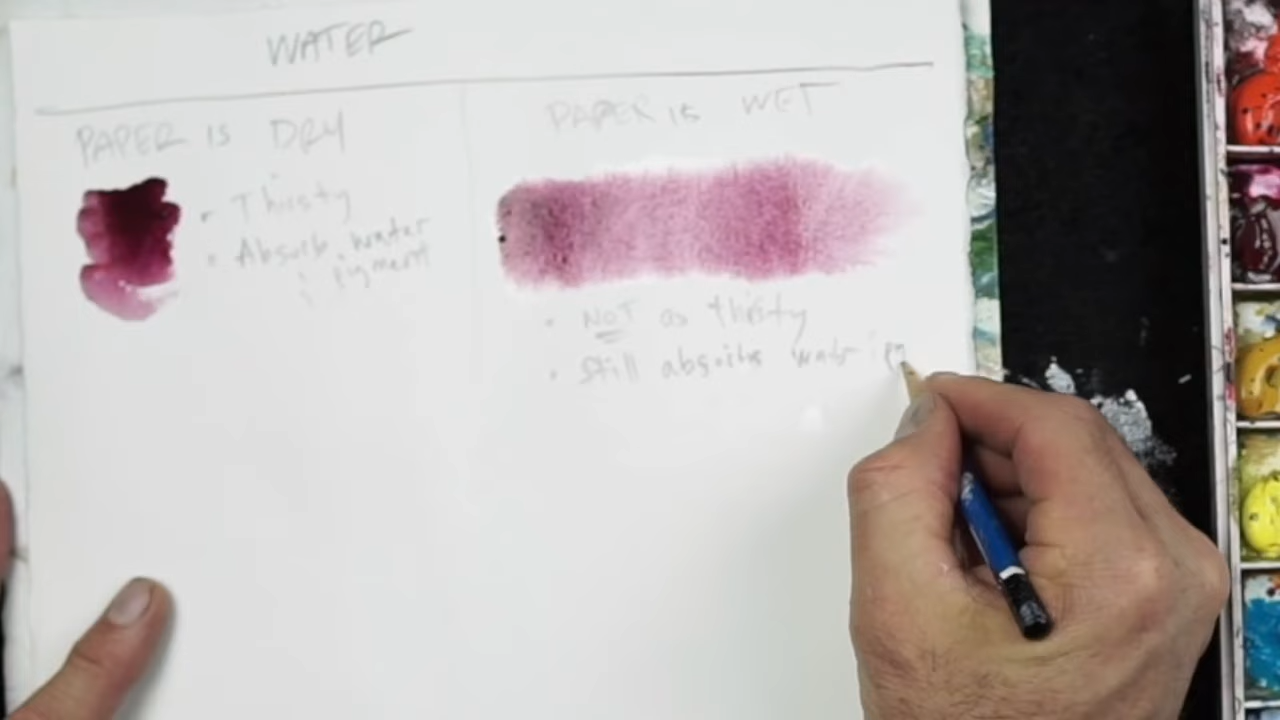 WATER
PAPER IS DRY
• Thirsty
• Absorb water
; pigment
PAPER IS WET
• NOT as thirsty
• Still absorbs water